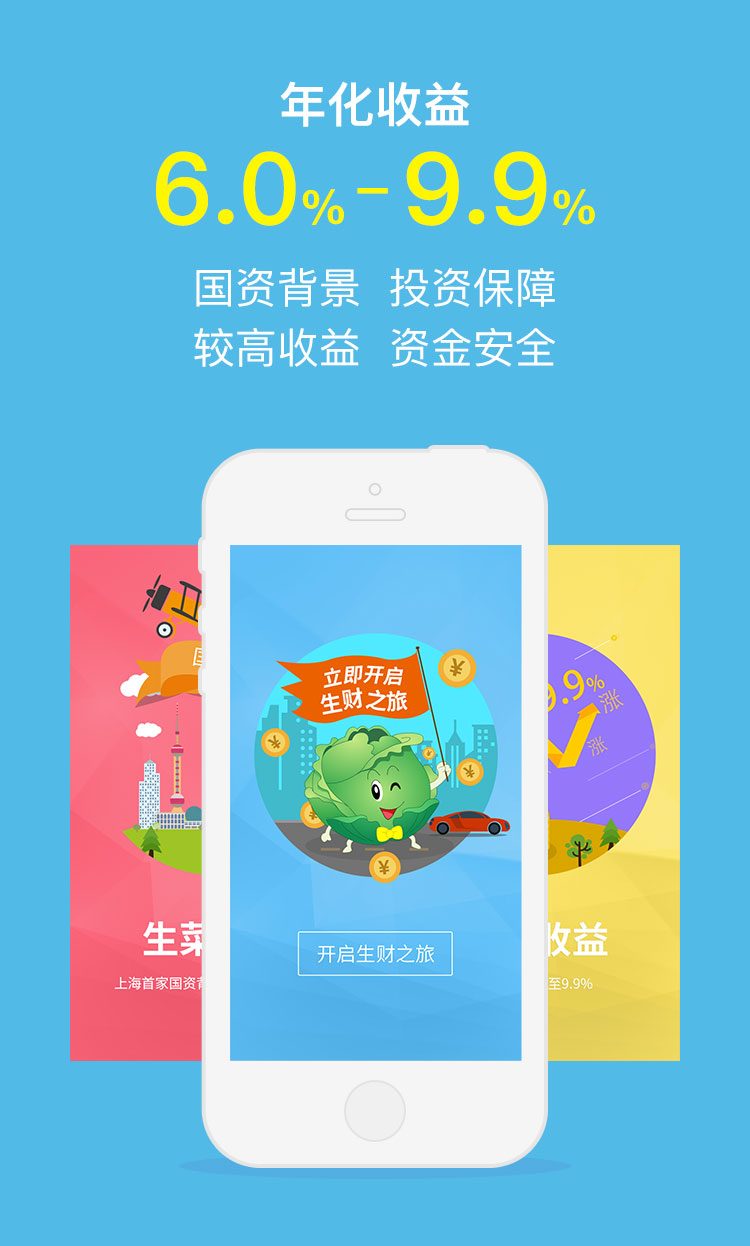 年化收益
6.0%-9.9%
国资背景 投资保障
较高收益 资金安全
立即开启
生财之旅
开启生财之旅
生菜
上海首家国资背
9.9%
涨
涨
收益
至9.9%